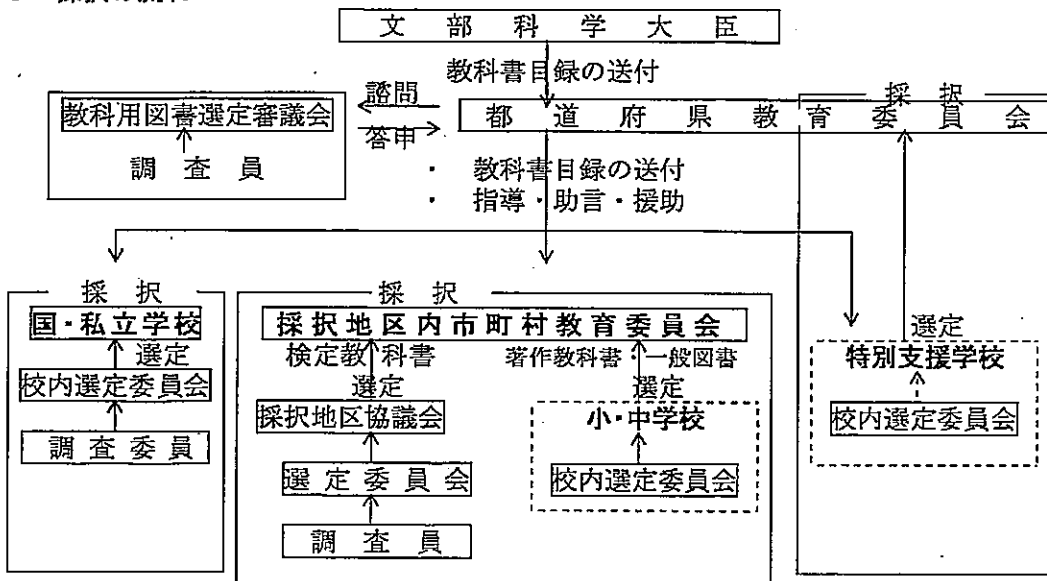 文部科学大臣
教科書目録の送付
採択
諮問
教科用図書選定審議会
都道府県教育委員会
答申
調査員
・ 教科書目録の送付
・ 指導・助言・援助
採択
国・私立学校
選定
校内選定委員会
調査委員
採択
採択地区内市町村教育委員会
検定教科書
著作教科書・一般図書
選定
選定
採択地区協議会
小・中学校
選定委員会
校内選定委員会
調査員
選定
特別支援学校
校内選定委員会